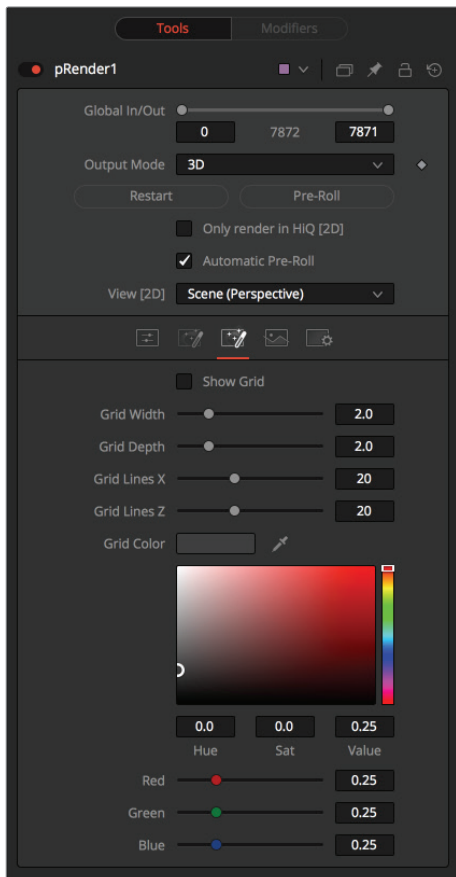 Tools Modifiers
pRender1
Global In/Out
0 7872 7871
Output Mode 3D
Restart Pre-Roll
Only render in HiQ [2D]
Automatic Pre-Roll
View [2D] Scene (Perspective)
Show Grid
Grid Width 2.0
Grid Depth 2.0
Grid Lines X 20
Grid Lines Z 20
Grid Color
0.0 0.0 0.25
Hue Sat Value
Red 0.25
Green 0.25
Blue 0.25